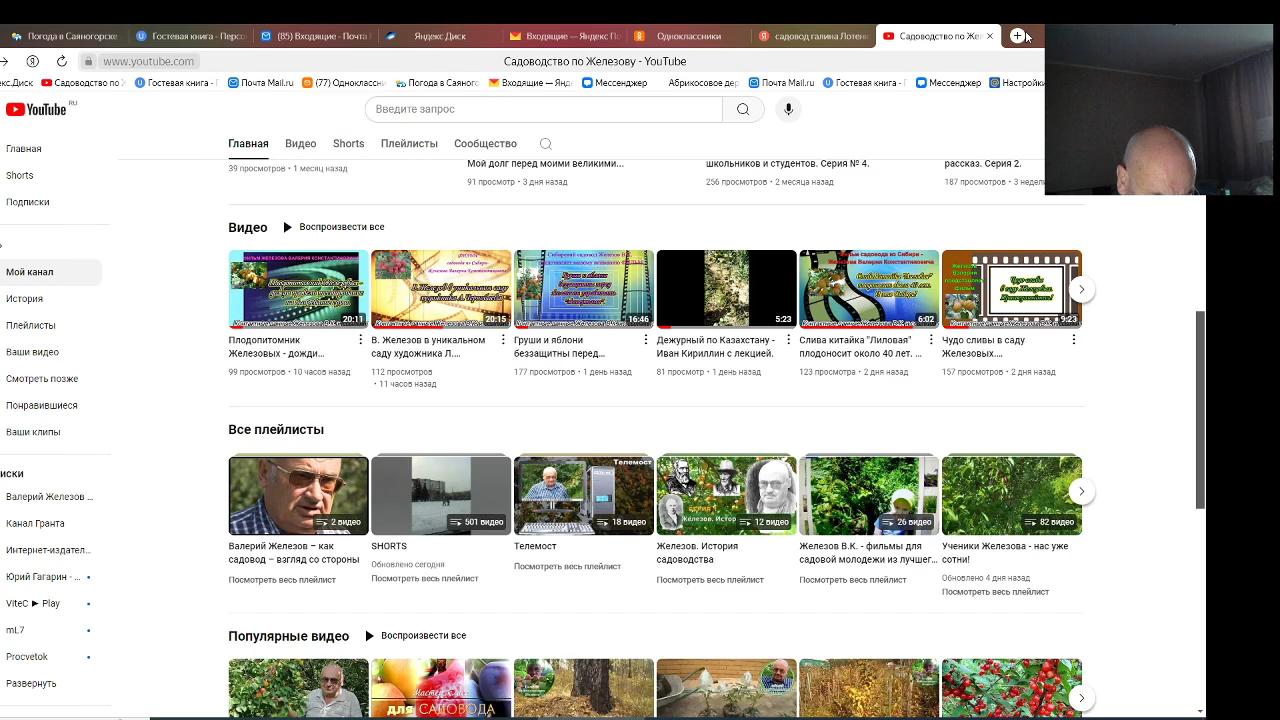 Погода в Саяногорске
Гостевая книга - Персо
(85) Входящие - Почта
Яндекс Диск
Входящие — Яндекс По
Одноклассники
садовод галина Лотен
Садоводство по Жел
www.youtube.com
Садоводство по Железову - YouTube
кс.Диск
Садоводство по
Гостевая книга - Г
Почта Mail.ru
(77) Одноклассн
Погода в Саяног
Входящие — Янде
Мессенджер
Абрикосовое дер
Почта Mail.ru
Гостевая книга - Г
Мессенджер
Настройки
YouTube RU
Введите запрос
Главная
Shorts
Подписки
Мой канал
История
Плейлисты
Ваши видео
Смотреть позже
Понравившиеся
Ваши клипы
иски
Валерий Железов ...
Канал Гранта
Интернет-издател...
Юрий Гагарин - ...
ViteC ► Play
mL7
Procvetok
Развернуть
Главная Видео Shorts Плейлисты Сообщество
39 просмотров • 1 месяц назад
Мой долг перед моими великими...
91 просмотр • 3 дня назад
школьников и студентов. Серия № 4.
256 просмотров • 2 месяца назад
рассказ. Серия 2.
187 просмотров • 3 недели
Видео
Воспроизвести все
20:11
20:15
16:46
5:23
6:02
9:23
Плодопитомник
Железовых - дожди...
99 просмотров • 10 часов назад
В. Железов в уникальном
саду художника Л....
112 просмотров
• 11 часов назад
Груши и яблони
беззащитны перед...
177 просмотров • 1 день назад
Дежурный по Казахстану -
Иван Кириллин с лекцией.
81 просмотр • 1 день назад
Слива китайка "Лиловая"
плодоносит около 40 лет. ...
123 просмотра • 2 дня назад
Чудо сливы в саду
Железовых....
157 просмотров • 2 дня назад
Все плейлисты
2 видео
501 видео
Телемост
18 видео
Железов. Истор
12 видео
26 видео
82 видео
Валерий Железов – как
садовод – взгляд со стороны
Посмотреть весь плейлист
SHORTS
Обновлено сегодня
Посмотреть весь плейлист
Телемост
Посмотреть весь плейлист
Железов. История
садоводства
Посмотреть весь плейлист
Железов В.К. - фильмы для
садовой молодежи из лучшег...
Посмотреть весь плейлист
Ученики Железова - нас уже
сотни!
Обновлено 4 дня назад
Посмотреть весь плейлист
Популярные видео
Воспроизвести все
Мастер-класс
для САДОВОДА